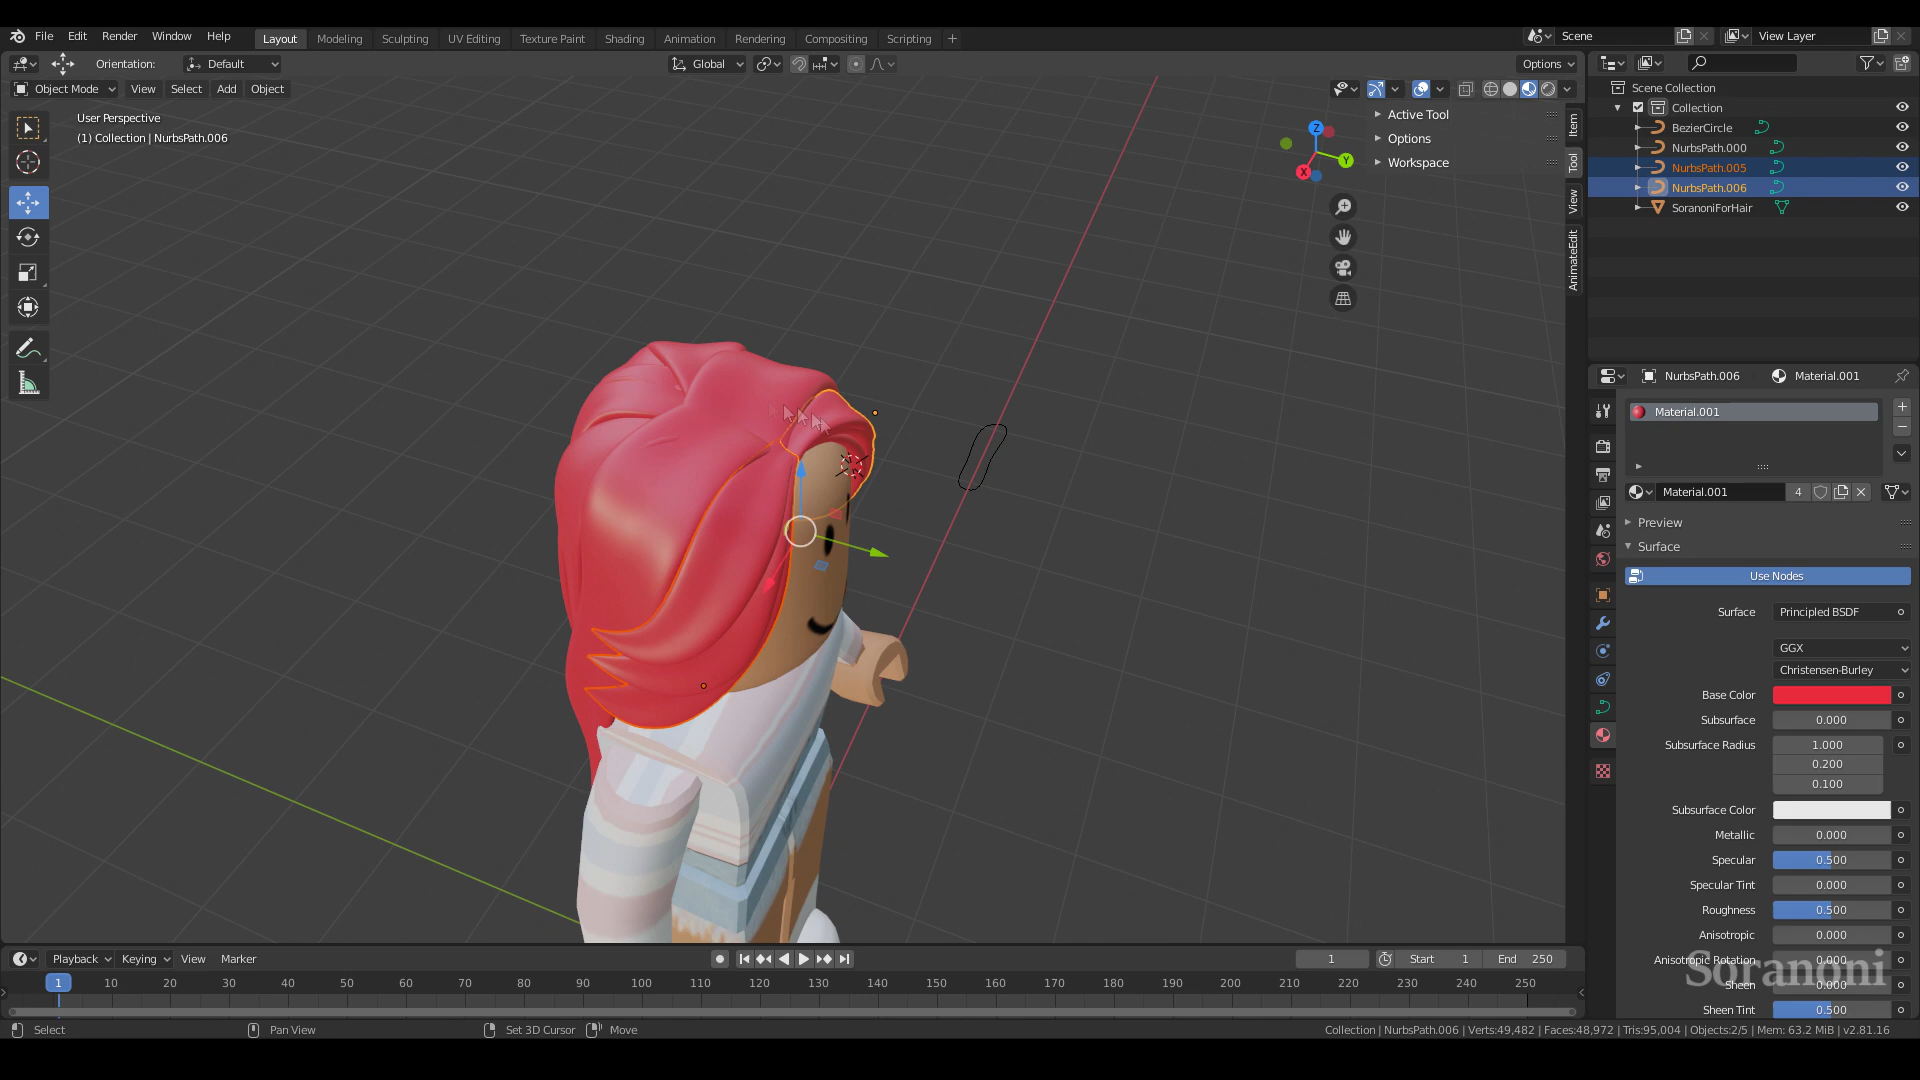 File Edit Render Window Help Layout Modeling Sculpting UV Editing Texture Paint Shading Animation Rendering Compositing Scripting + Scene View Layer
Orientation: Default Global Options
Object Mode View Select Add Object
User Perspective
(1) Collection | NurbsPath.006
Active Tool
Options
Workspace
Item
Tool
View
AnimateEdit
Z
Y
X
Scene Collection
Collection
BezierCircle
NurbsPath.000
NurbsPath.005
NurbsPath.006
SoranoniForHair
NurbsPath.006 Material.001
Material.001
Material.001 4
Preview
Surface
Use Nodes
Surface Principled BSDF
GGX
Christensen-Burley
Base Color
Subsurface 0.000
Subsurface Radius 1.000
0.200
0.100
Subsurface Color
Metallic 0.000
Specular 0.500
Specular Tint 0.000
Roughness 0.500
Anisotropic 0.000
Anisotropic Rotation 0.000
Soranoni
Sheen 0.000
Sheen Tint 0.500
Playback Keying View Marker 1 Start 1 End 250
1 10 20 30 40 50 60 70 80 90 100 110 120 130 140 150 160 170 180 190 200 210 220 230 240 250
Select Pan View Set 3D Cursor Move Collection | NurbsPath.006 | Verts:49,482 | Faces:48,972 | Tris:95,004 | Objects:2/5 | Mem: 63.2 MiB | v2.81.16